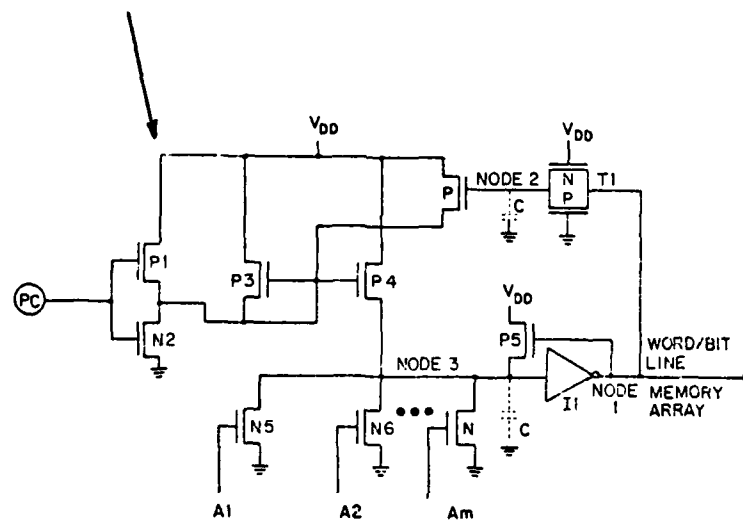 VDD
VDD
NODE 2
N
P
T1
P
C
P1
P3
P4
PC
VDD
N2
P5
WORD/BIT
LINE
NODE 3
NODE
1
I1
MEMORY
ARRAY
N5
N6
N
C
A1
A2
Am